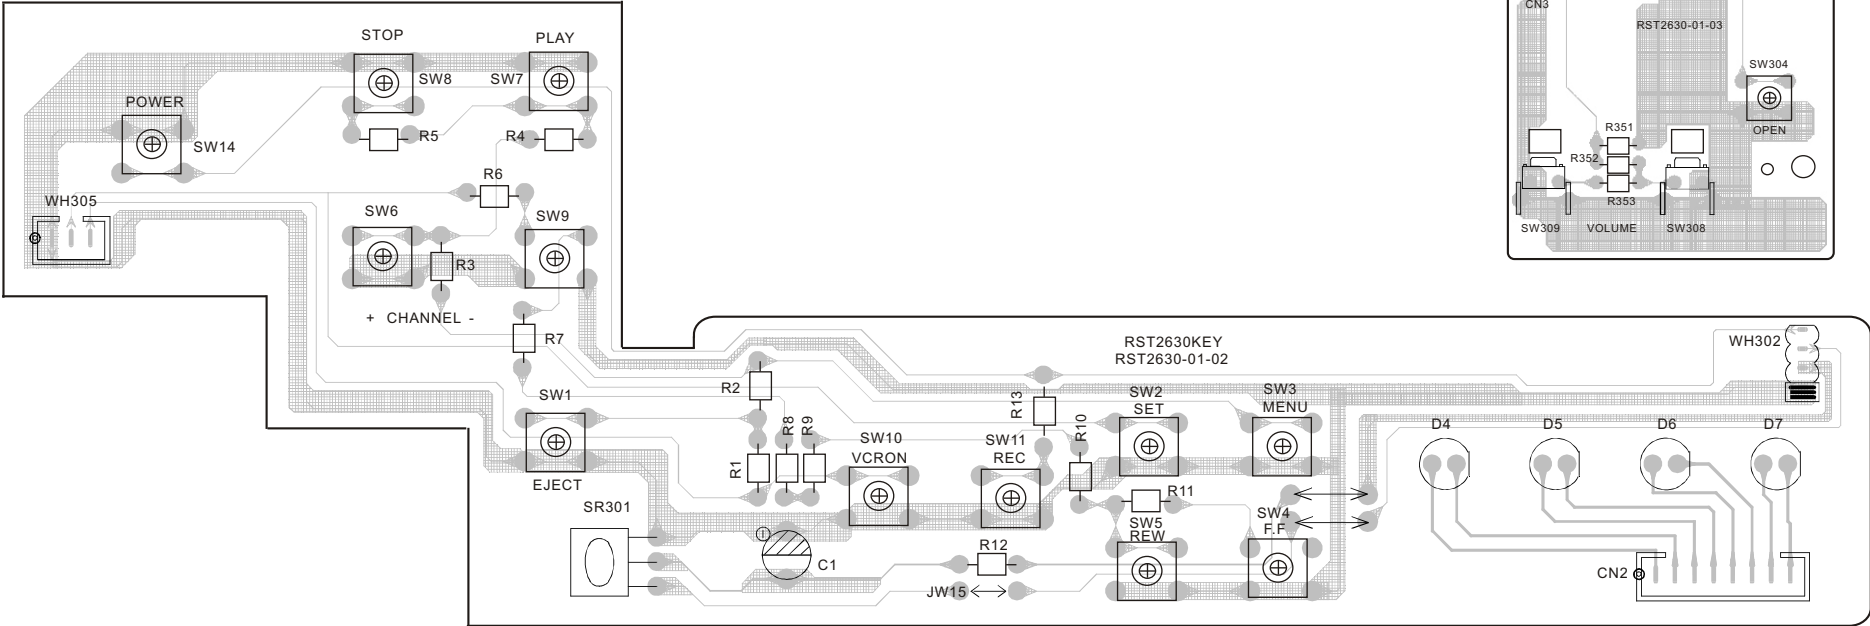 CN3
RST2630-01-03
STOP
PLAY
SW8
SW7
SW304
POWER
R5
R4
R351
OPEN
SW14
R352
R6
WH305
R353
SW6
SW9
SW309
VOLUME
SW308
R3
+ CHANNEL -
R7
RST2630KEY
RST2630-01-02
WH302
R2
SW1
R13
SW2
SET
SW3
MENU
R8
R9
R10
D4
D5
D6
D7
SW10
VCRON
SW11
REC
R1
EJECT
R11
SR301
SW5
REW
SW4
F.F
R12
C1
CN2
JW15